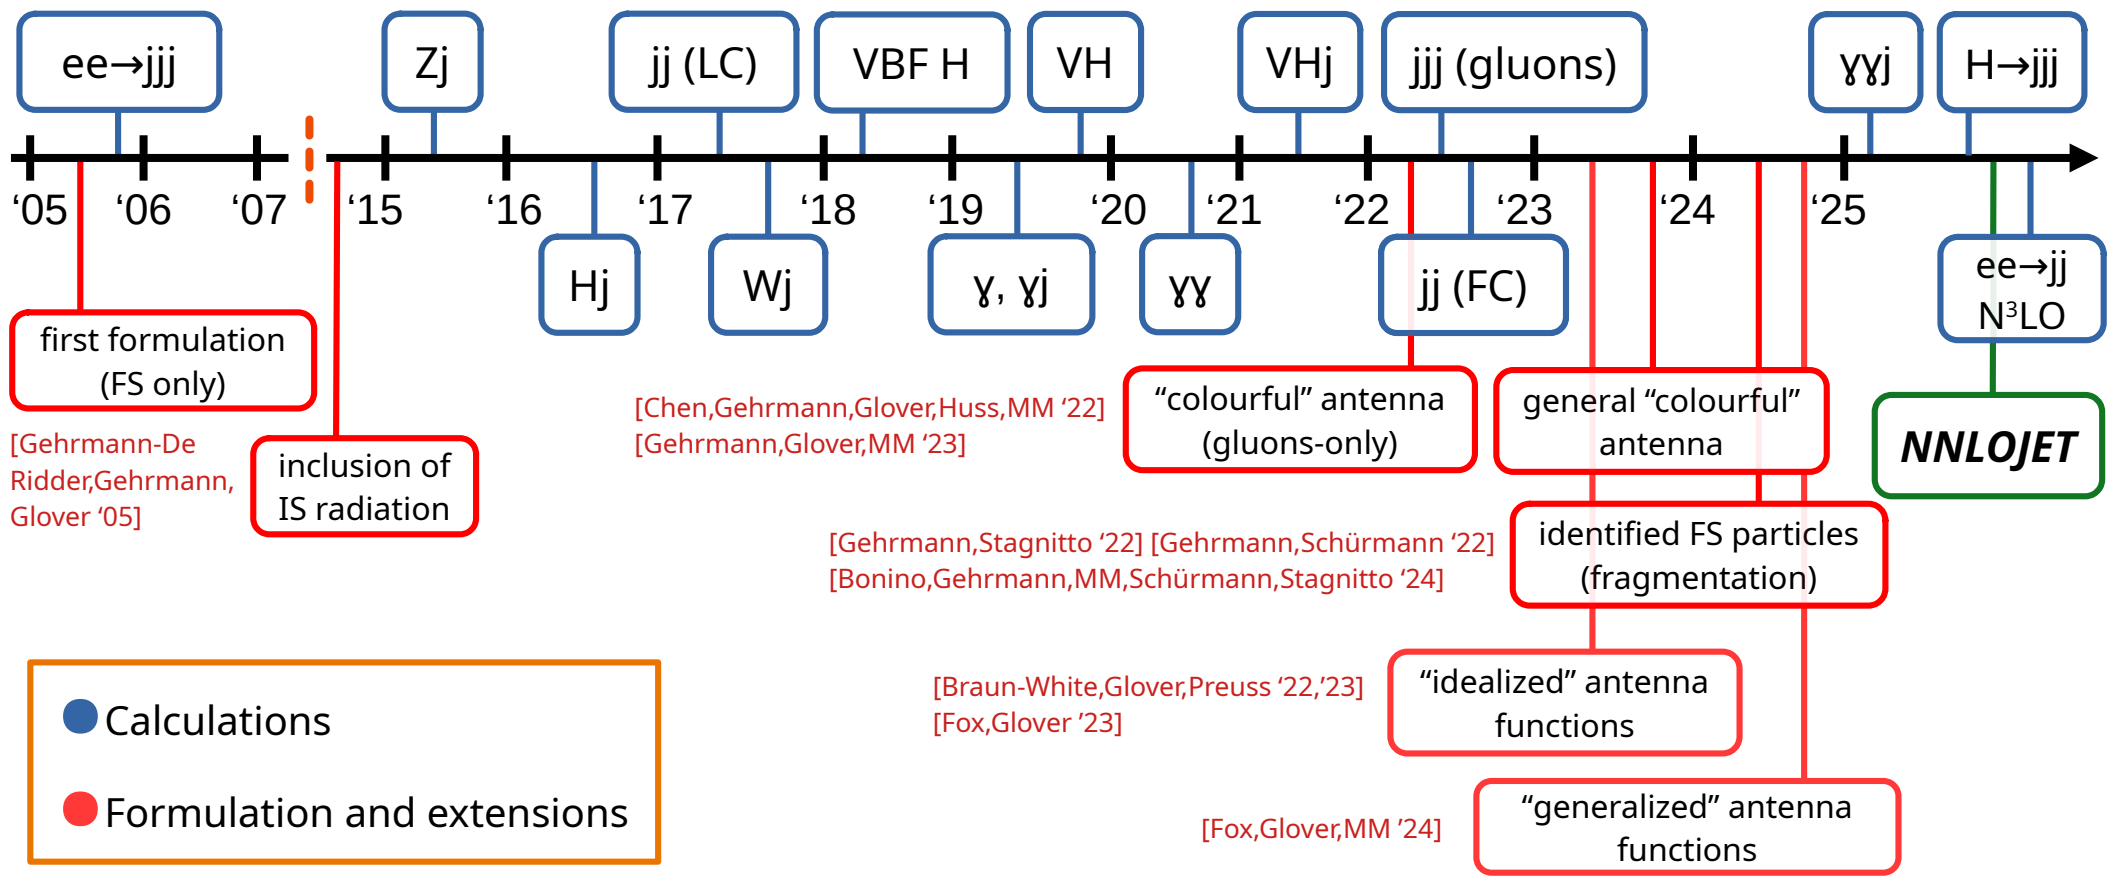 ee→jjj
Zj
jj (LC)
VBF H
VH
VHj
jjj (gluons)
ɣɣj
H→jjj
‘05
‘06
‘07
‘15
‘16
‘17
‘18
‘19
‘20
‘21
‘22
‘23
‘24
‘25
Hj
Wj
ɣ, ɣj
ɣɣ
jj (FC)
ee→jj
N³LO
first formulation
(FS only)
[Gehrmann-De
Ridder,Gehrmann,
Glover ‘05]
inclusion of
IS radiation
[Chen,Gehrmann,Glover,Huss,MM ‘22]
[Gehrmann,Glover,MM ‘23]
“colourful” antenna
(gluons-only)
general “colourful”
antenna
NNLOJET
[Gehrmann,Stagnitto ‘22] [Gehrmann,Schürmann ‘22]
[Bonino,Gehrmann,MM,Schürmann,Stagnitto ‘24]
identified FS particles
(fragmentation)
[Braun-White,Glover,Preuss ‘22,’23]
[Fox,Glover ’23]
“idealized” antenna
functions
[Fox,Glover,MM ’24]
“generalized” antenna
functions
Calculations
Formulation and extensions